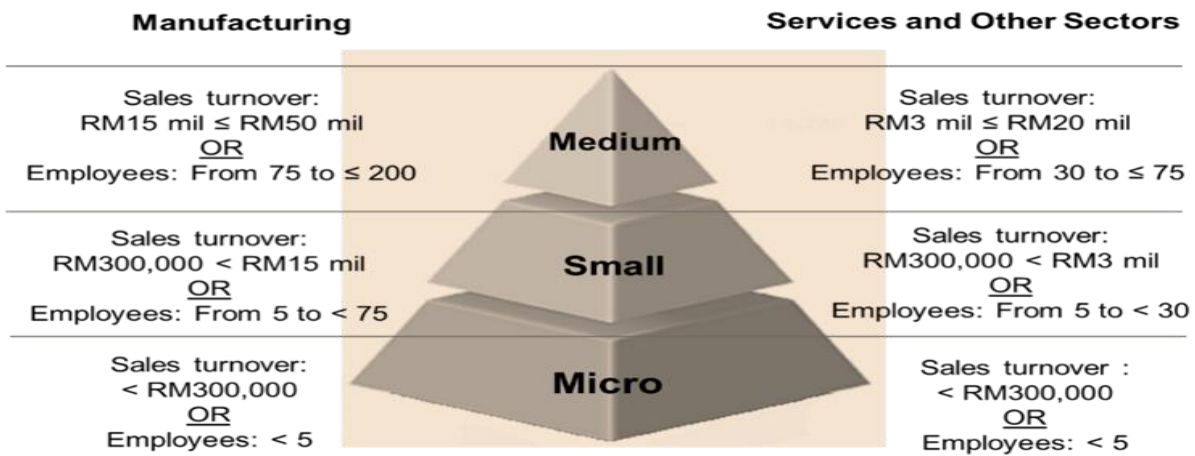 Manufacturing
Services and Other Sectors
Sales turnover:
RM15 mil ≤ RM50 mil
OR
Employees: From 75 to ≤ 200
Medium
Sales turnover:
RM3 mil ≤ RM20 mil
OR
Employees: From 30 to ≤ 75
Sales turnover:
RM300,000 < RM15 mil
OR
Employees: From 5 to < 75
Small
Sales turnover:
RM300,000 < RM3 mil
OR
Employees: From 5 to < 30
Sales turnover:
< RM300,000
OR
Employees: < 5
Micro
Sales turnover :
< RM300,000
OR
Employees: < 5